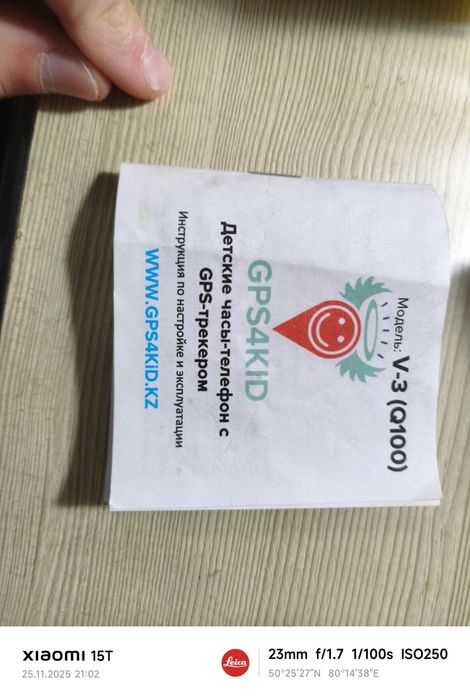 Модель: V-3 (Q100)
GPS4KID
Детские часы-телефон с
GPS-трекером
Инструкция по настройке и эксплуатации
WWW.GPS4KID.KZ
XIAOMI 15T
25.11.2025 21:02
Leica
23mm f/1.7 1/100s ISO250
50°25'27"N 80°14'38"E